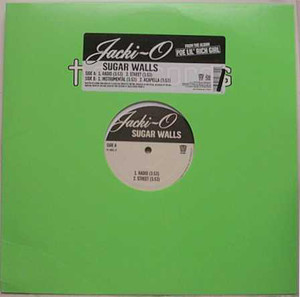 Jacki-O
SUGAR WALLS
SIDE A: 1. RADIO (3:53) 2. STREET (3:53)
SIDE B: 1. INSTRUMENTAL (3:53) 2. ACAPELLA (3:52)
FROM THE ALBUM
POE LIL' RICH GIRL
Jacki-O
SUGAR WALLS
SIDE A
1. RADIO (3:53)
2. STREET (3:53)